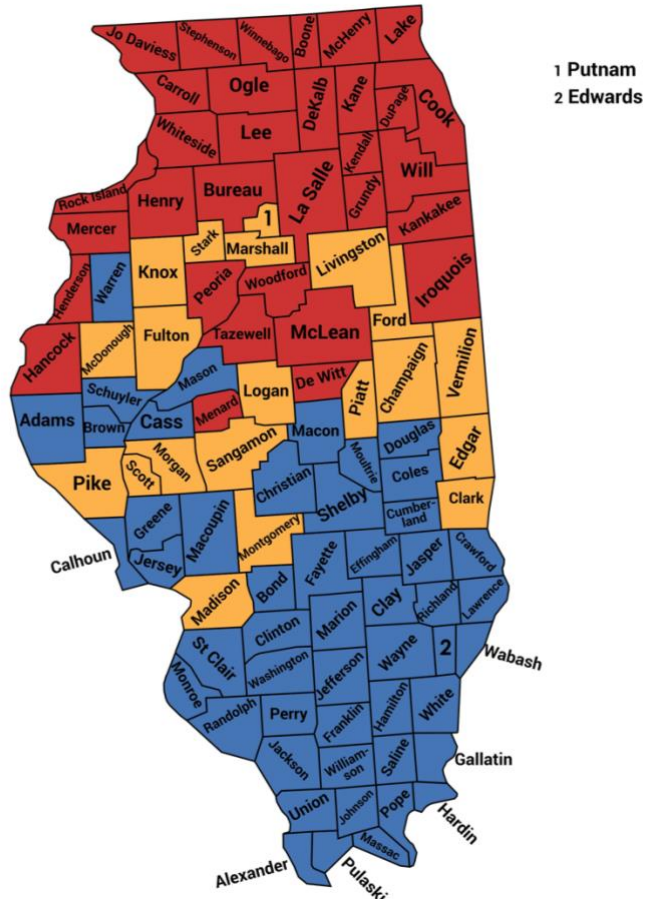 Jo Daviess
Stephenson
Winnebago
Boone
McHenry
Lake
1 Putnam
2 Edwards
Carroll
Ogle
DeKalb
Kane
DuPage
Cook
Whiteside
Lee
Kendall
Will
Rock Island
Henry
Bureau
La Salle
Grundy
Kankakee
Mercer
1
Stark
Marshall
Livingston
Iroquois
Henderson
Warren
Knox
Peoria
Woodford
Ford
Hancock
McDonough
Fulton
Tazewell
McLean
Champaign
Vermilion
Schuyler
Mason
Logan
De Witt
Piatt
Adams
Brown
Cass
Menard
Macon
Douglas
Edgar
Pike
Scott
Morgan
Sangamon
Christian
Moultrie
Coles
Shelby
Cumber-
land
Clark
Calhoun
Greene
Jersey
Macoupin
Montgomery
Fayette
Effingham
Jasper
Crawford
Madison
Bond
Clay
Richland
Lawrence
St Clair
Clinton
Marion
Wayne
2
Wabash
Monroe
Washington
Jefferson
Hamilton
White
Randolph
Perry
Franklin
Jackson
William-
son
Saline
Gallatin
Union
Johnson
Pope
Hardin
Alexander
Pulaski
Massac